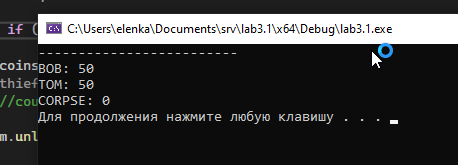 if (
C:\Users\elenka\Documents\srv\lab3.1\x64\Debug\lab3.1.exe
-------------------------
BOB: 50
coins
TOM: 50
thief
CORPSE: 0
//cou
Для продолжения нажмите любую клавишу . . .
m.unl